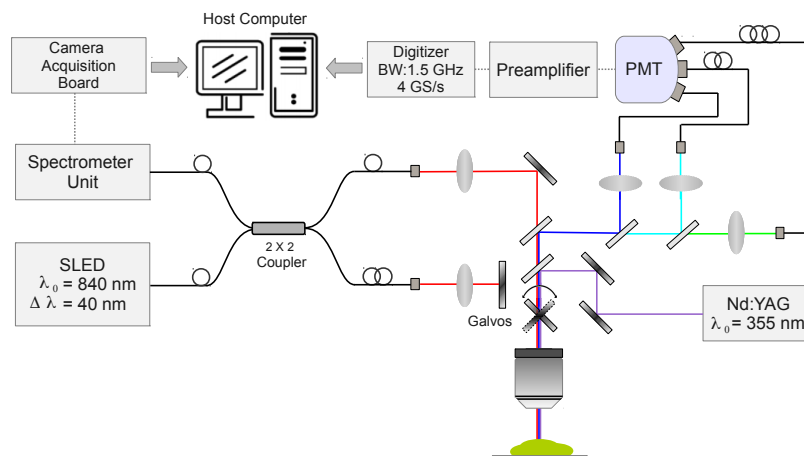 Host Computer
Camera
Acquisition
Board
Digitizer
BW:1.5 GHz
4 GS/s
Preamplifier
PMT
Spectrometer
Unit
2 X 2
Coupler
SLED
λ₀ = 840 nm
Δ λ = 40 nm
Galvos
Nd:YAG
λ₀ = 355 nm